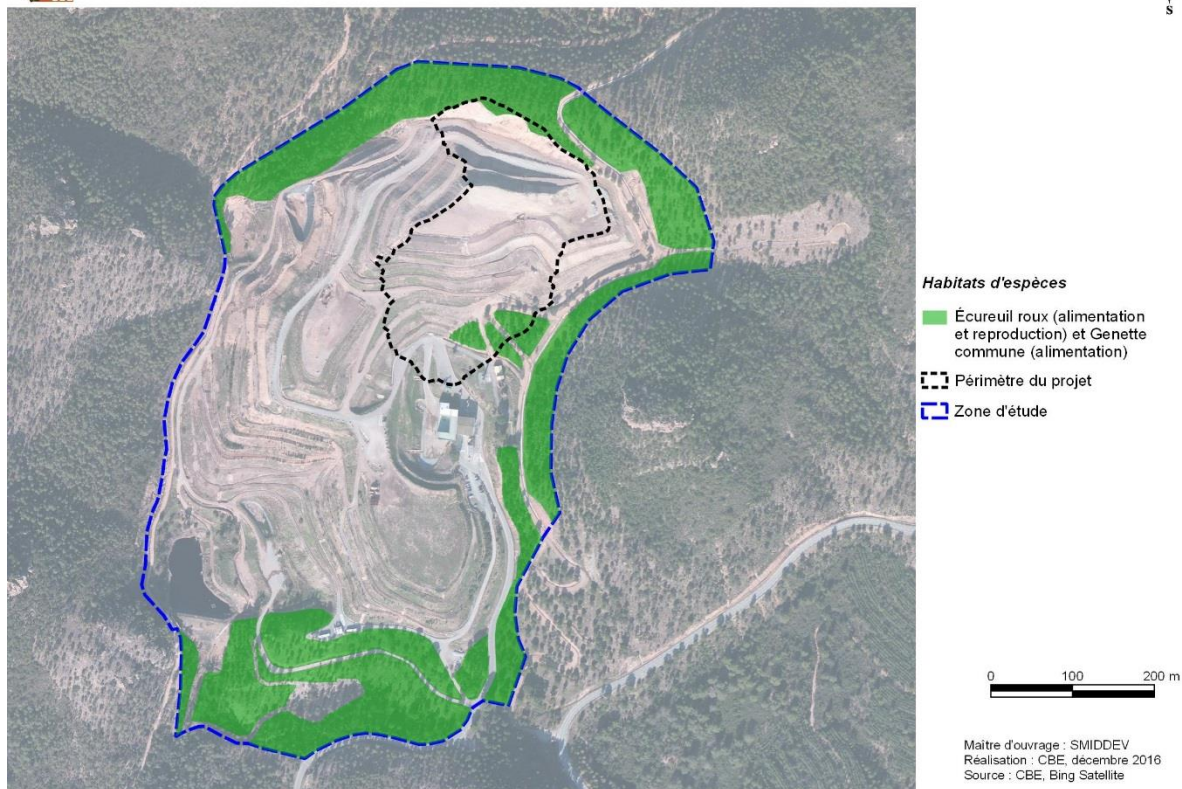 S
Habitats d'espèces
Écureuil roux (alimentation
et reproduction) et Genette
commune (alimentation)
Périmètre du projet
Zone d'étude
0 100 200 m
Maître d'ouvrage : SMIDDEV
Réalisation : CBE, décembre 2016
Source : CBE, Bing Satellite